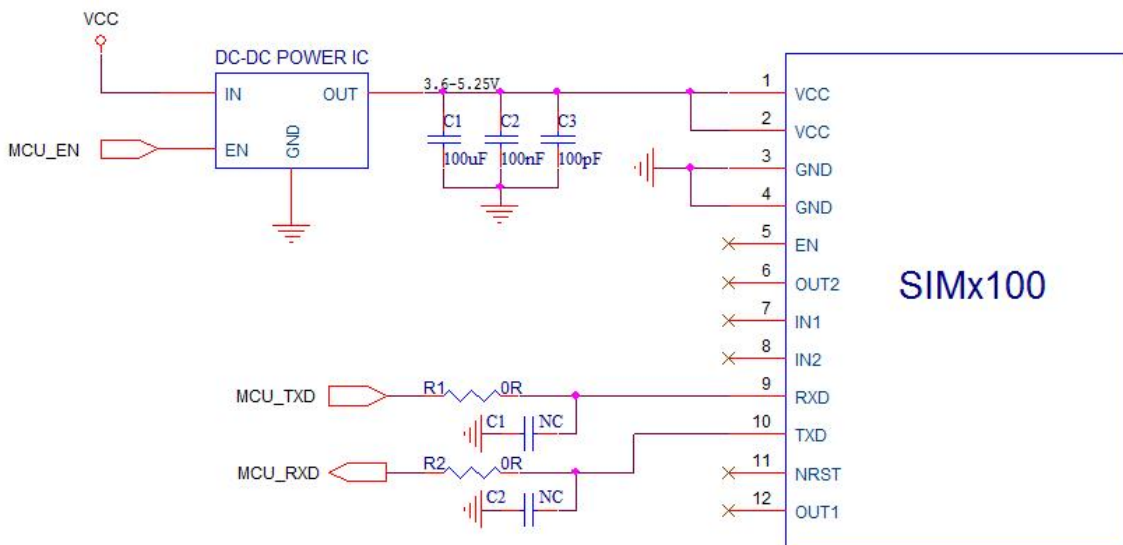 VCC
DC-DC POWER IC
IN OUT 3.6-5.25V
EN GND
MCU_EN
C1 C2 C3
100uF 100nF 100pF
1 VCC
2 VCC
3 GND
4 GND
5 EN
6 OUT2
7 IN1
8 IN2
9 RXD
10 TXD
11 NRST
12 OUT1
SIMx100
MCU_TXD R1 0R
C1 NC
MCU_RXD R2 0R
C2 NC